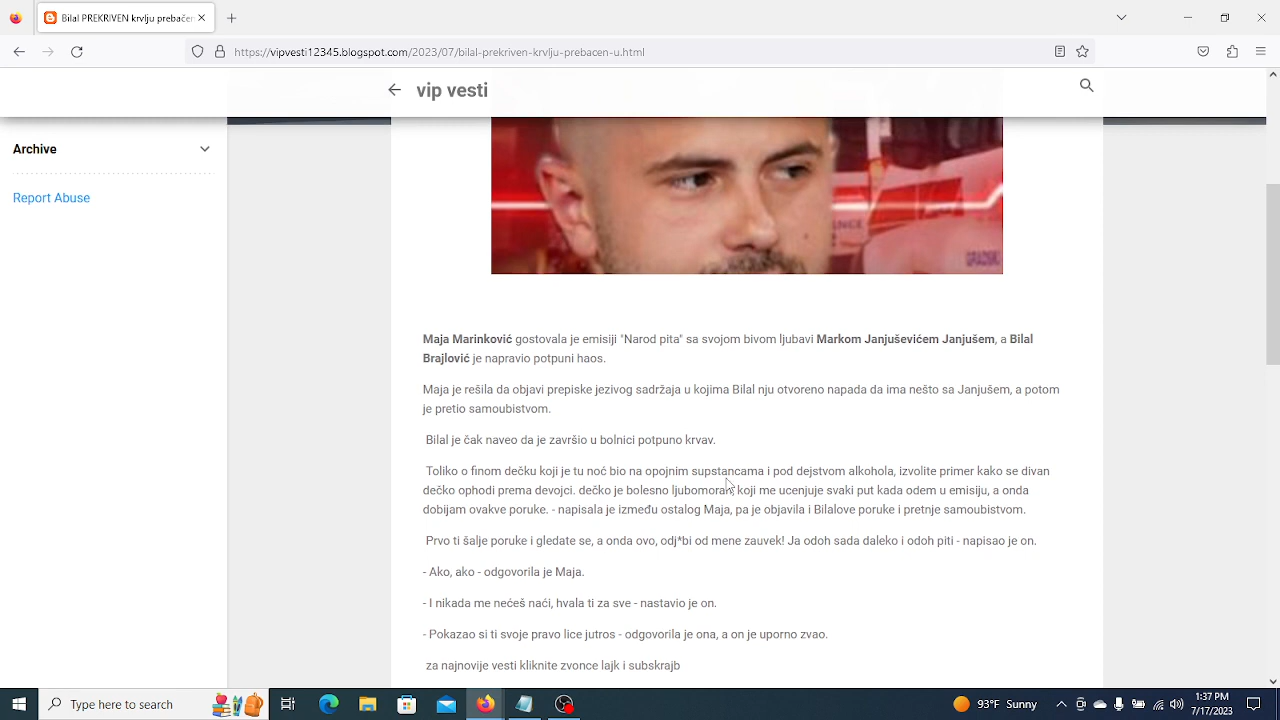 Bilal PREKRIVEN krvlju prebačen
https://vipvesti12345.blogspot.com/2023/07/bilal-prekriven-krvlju-prebacen-u.html
vip vesti
Archive
Report Abuse
GRADSK
Maja Marinković gostovala je emisiji "Narod pita" sa svojom bivom ljubavi Markom Janjuševićem Janjušem, a Bilal
Brajlović je napravio potpuni haos.
Maja je rešila da objavi prepiske jezivog sadržaja u kojima Bilal nju otvoreno napada da ima nešto sa Janjušem, a potom
je pretio samoubistvom.
Bilal je čak naveo da je završio u bolnici potpuno krvav.
Toliko o finom dečku koji je tu noć bio na opojnim supstancama i pod dejstvom alkohola, izvolite primer kako se divan
dečko ophodi prema devojci. dečko je bolesno ljubomoran koji me ucenjuje svaki put kada odem u emisiju, a onda
dobijam ovakve poruke. - napisala je između ostalog Maja, pa je objavila i Bilalove poruke i pretnje samoubistvom.
Prvo ti šalje poruke i gledate se, a onda ovo, odj*bi od mene zauvek! Ja odoh sada daleko i odoh piti - napisao je on.
- Ako, ako - odgovorila je Maja.
- I nikada me nećeš naći, hvala ti za sve - nastavio je on.
- Pokazao si ti svoje pravo lice jutros - odgovorila je ona, a on je uporno zvao.
za najnovije vesti kliknite zvonce lajk i subskrajb
Type here to search
93°F Sunny
1:37 PM
7/17/2023